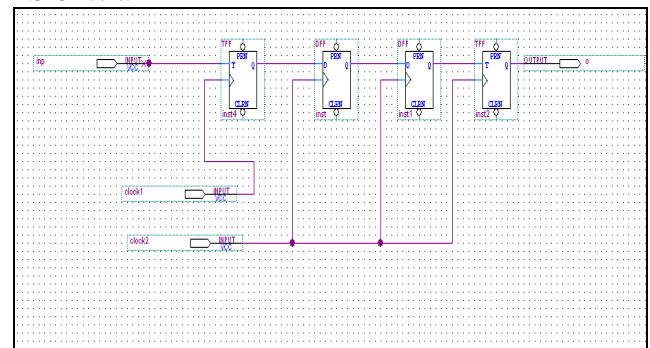 TFF
DFF
DFF
TFF
inp
INPUT
VCC
PRN
T Q
CLRN
inst4
PRN
D Q
CLRN
inst
PRN
D Q
CLRN
inst1
PRN
T Q
CLRN
inst2
OUTPUT
o
clock1
INPUT
VCC
clock2
INPUT
VCC